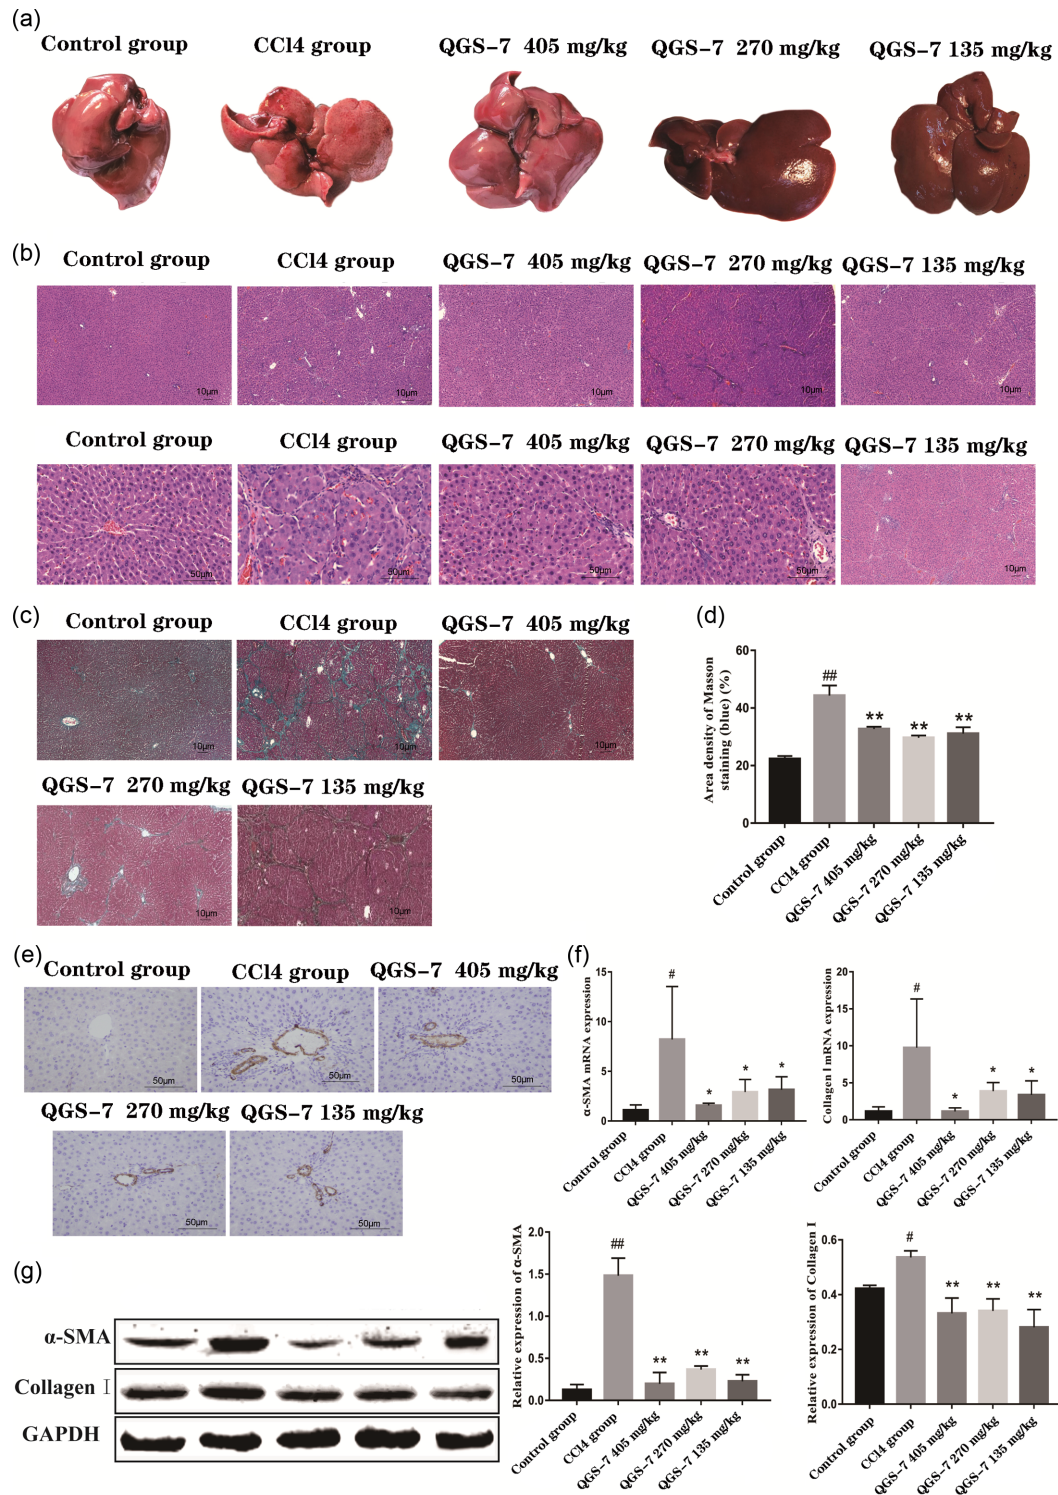 (a)
Control group CCl4 group QGS-7 405 mg/kg QGS-7 270 mg/kg QGS-7 135 mg/kg
(b)
Control group CCl4 group QGS-7 405 mg/kg QGS-7 270 mg/kg QGS-7 135 mg/kg
10μm 10μm 10μm 10μm 10μm
Control group CCl4 group QGS-7 405 mg/kg QGS-7 270 mg/kg QGS-7 135 mg/kg
50μm 50μm 50μm 50μm 10μm
(c)
Control group CCl4 group QGS-7 405 mg/kg
10μm 10μm 10μm
QGS-7 270 mg/kg QGS-7 135 mg/kg
10μm 10μm
(d)
Area density of Masson
staining (blue) (%)
60
40
20
0
##
** ** **
Control group
CCl4 group
QGS-7 405 mg/kg
QGS-7 270 mg/kg
QGS-7 135 mg/kg
(e)
Control group CCl4 group QGS-7 405 mg/kg
50μm 50μm 50μm
QGS-7 270 mg/kg QGS-7 135 mg/kg
50μm 50μm
(f)
α-SMA mRNA expression
15
10
5
0
#
* * *
Control group
CCl4 group
QGS-7 405 mg/kg
QGS-7 270 mg/kg
QGS-7 135 mg/kg
Collagen I mRNA expression
20
15
10
5
0
#
* * *
Control group
CCl4 group
QGS-7 405 mg/kg
QGS-7 270 mg/kg
QGS-7 135 mg/kg
(g)
α-SMA
Collagen I
GAPDH
Relative expression of α-SMA
2.0
1.5
1.0
0.5
0.0
##
** ** **
Control group
CCl4 group
QGS-7 405 mg/kg
QGS-7 270 mg/kg
QGS-7 135 mg/kg
Relative expression of Collagen I
0.6
0.4
0.2
0.0
#
** ** **
Control group
CCl4 group
QGS-7 405 mg/kg
QGS-7 270 mg/kg
QGS-7 135 mg/kg